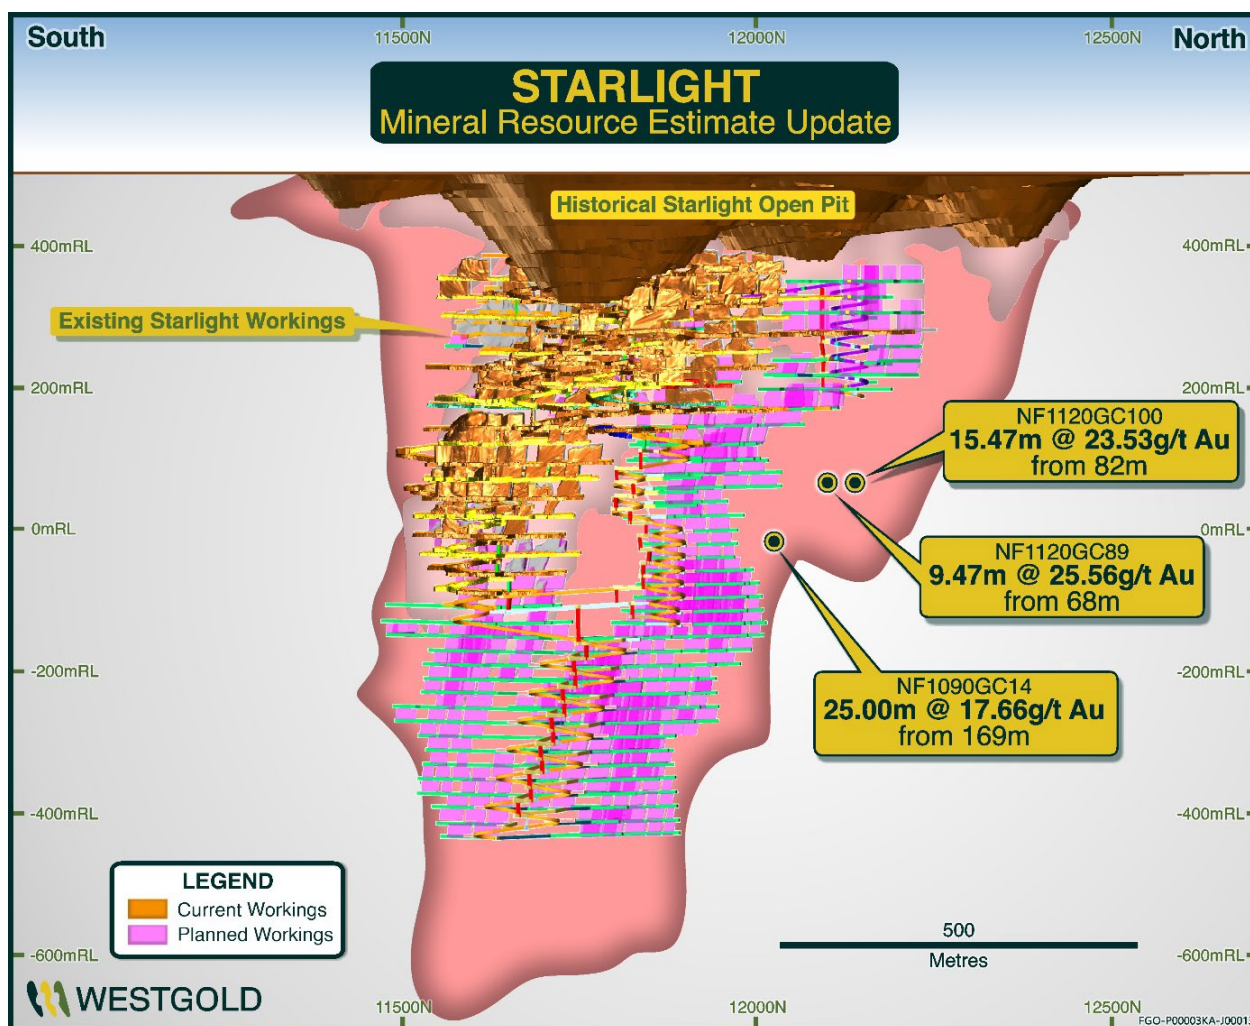 South
11500N
12000N
12500N
North
STARLIGHT
Mineral Resource Estimate Update
Historical Starlight Open Pit
400mRL
400mRL
Existing Starlight Workings
200mRL
200mRL
NF1120GC100
15.47m @ 23.53g/t Au
from 82m
0mRL
0mRL
NF1120GC89
9.47m @ 25.56g/t Au
from 68m
-200mRL
-200mRL
NF1090GC14
25.00m @ 17.66g/t Au
from 169m
-400mRL
-400mRL
LEGEND
Current Workings
Planned Workings
500
Metres
-600mRL
-600mRL
WESTGOLD
11500N
12000N
12500N